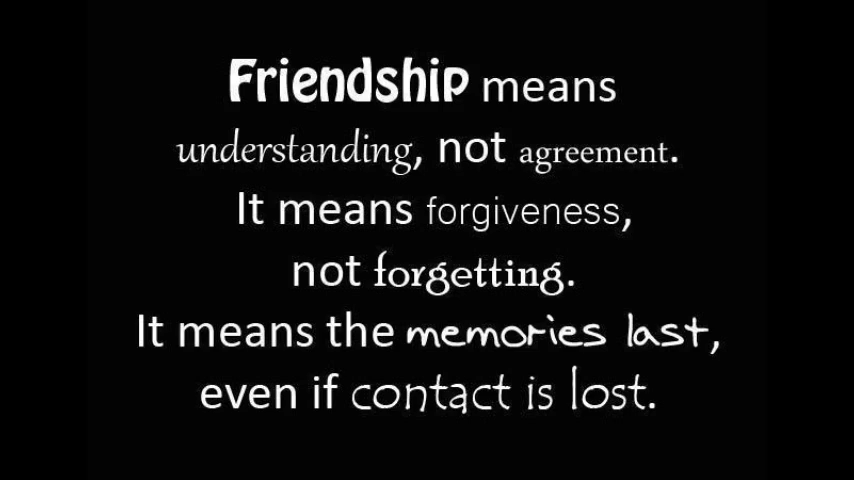 Friendship means
understanding, not agreement.
It means forgiveness,
not forgetting.
It means the memories last,
even if contact is lost.